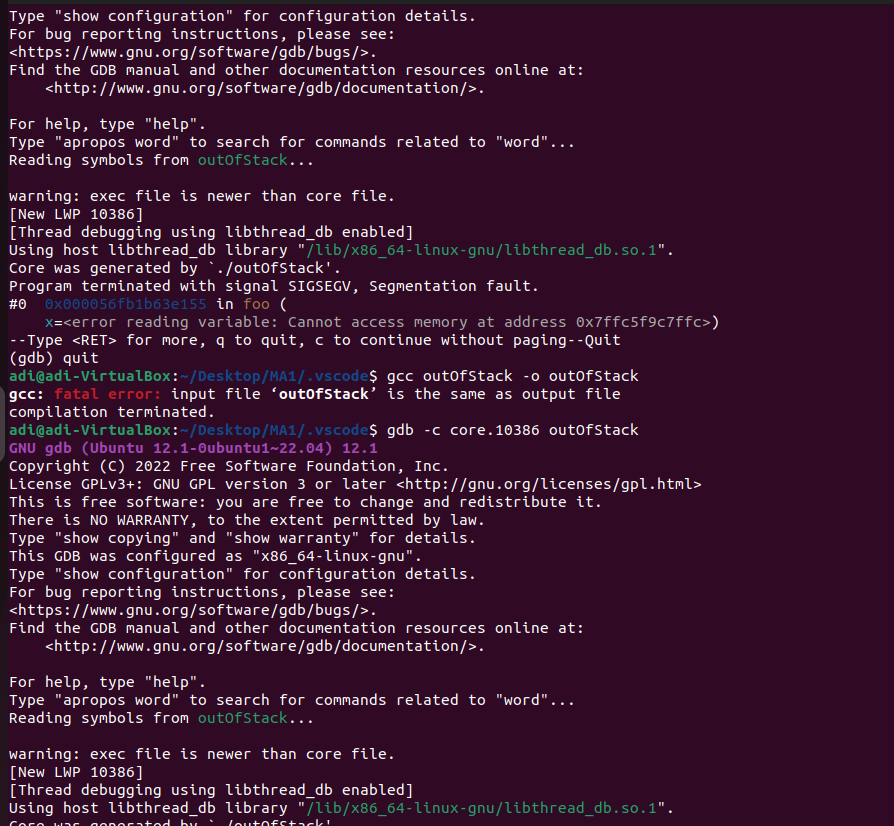 Type "show configuration" for configuration details.
For bug reporting instructions, please see:
<https://www.gnu.org/software/gdb/bugs/>.
Find the GDB manual and other documentation resources online at:
    <http://www.gnu.org/software/gdb/documentation/>.

For help, type "help".
Type "apropos word" to search for commands related to "word"...
Reading symbols from outOfStack...

warning: exec file is newer than core file.
[New LWP 10386]
[Thread debugging using libthread_db enabled]
Using host libthread_db library "/lib/x86_64-linux-gnu/libthread_db.so.1".
Core was generated by `./outOfStack'.
Program terminated with signal SIGSEGV, Segmentation fault.
#0  0x000056fb1b63e155 in foo (
    x=<error reading variable: Cannot access memory at address 0x7ffc5f9c7ffc>)
--Type <RET> for more, q to quit, c to continue without paging--Quit
(gdb) quit
adi@adi-VirtualBox:~/Desktop/MA1/.vscode$ gcc outOfStack -o outOfStack
gcc: fatal error: input file ‘outOfStack’ is the same as output file
compilation terminated.
adi@adi-VirtualBox:~/Desktop/MA1/.vscode$ gdb -c core.10386 outOfStack
GNU gdb (Ubuntu 12.1-0ubuntu1~22.04) 12.1
Copyright (C) 2022 Free Software Foundation, Inc.
License GPLv3+: GNU GPL version 3 or later <http://gnu.org/licenses/gpl.html>
This is free software: you are free to change and redistribute it.
There is NO WARRANTY, to the extent permitted by law.
Type "show copying" and "show warranty" for details.
This GDB was configured as "x86_64-linux-gnu".
Type "show configuration" for configuration details.
For bug reporting instructions, please see:
<https://www.gnu.org/software/gdb/bugs/>.
Find the GDB manual and other documentation resources online at:
    <http://www.gnu.org/software/gdb/documentation/>.

For help, type "help".
Type "apropos word" to search for commands related to "word"...
Reading symbols from outOfStack...

warning: exec file is newer than core file.
[New LWP 10386]
[Thread debugging using libthread_db enabled]
Using host libthread_db library "/lib/x86_64-linux-gnu/libthread_db.so.1".
Core was generated by `./outOfStack'.